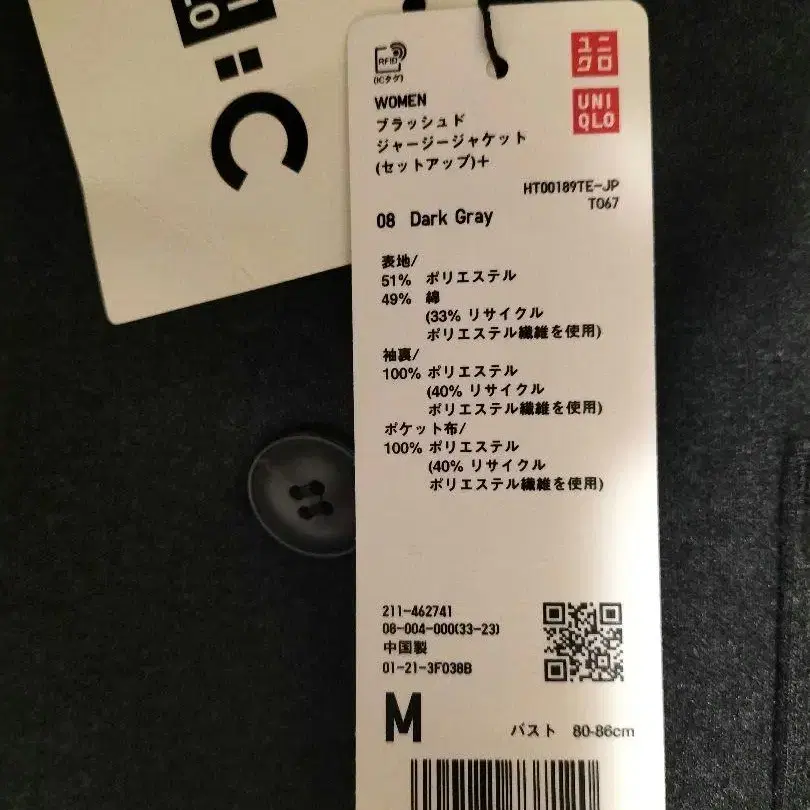 : C
RFID
(ICタグ)
ユニ
クロ
UNI
QLO
WOMEN
ブラッシュド
ジャージージャケット
(セットアップ)+
HT00189TE-JP
T067
08 Dark Gray
表地/
51% ポリエステル
49% 綿
(33% リサイクル
ポリエステル繊維を使用)
袖裏/
100% ポリエステル
(40% リサイクル
ポリエステル繊維を使用)
ポケット布/
100% ポリエステル
(40% リサイクル
ポリエステル繊維を使用)
211-462741
08-004-000(33-23)
中国製
01-21-3F038B
M
バスト 80-86cm